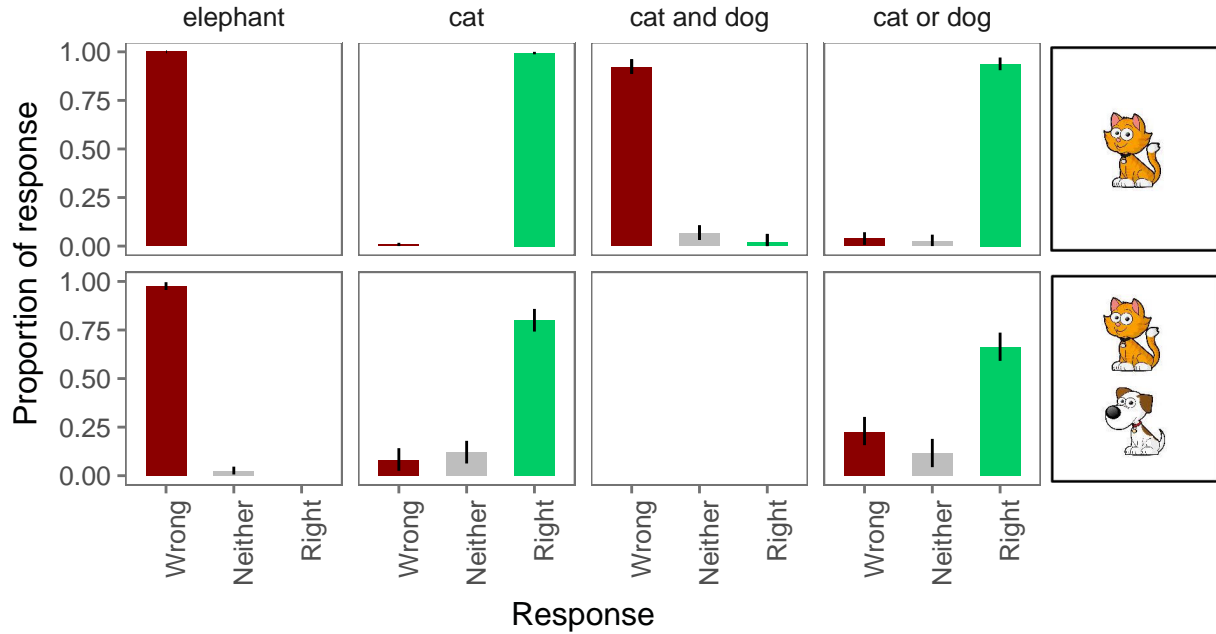 elephant cat cat and dog cat or dog
Proportion of response
1.00
0.75
0.50
0.25
0.00
1.00
0.75
0.50
0.25
0.00
Wrong Neither Right Wrong Neither Right Wrong Neither Right Wrong Neither Right
Response